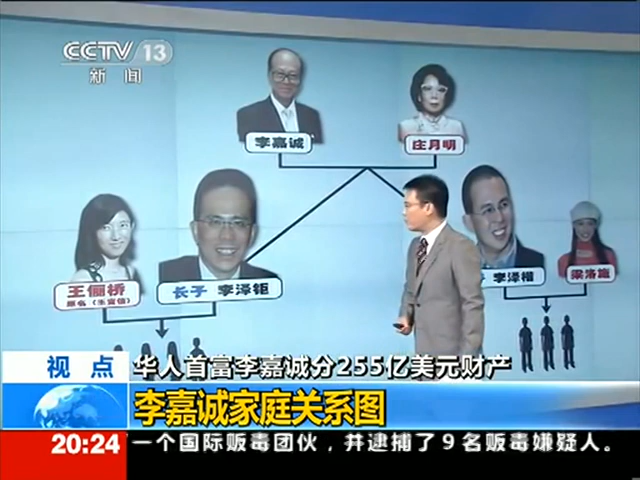 CCTV 13
新闻
李嘉诚
庄月明
王俪桥
原名(王富信)
长子 李泽钜
李泽楷
梁洛施
视点
华人首富李嘉诚分255亿美元财产
李嘉诚家庭关系图
20:24
一个国际贩毒团伙，并逮捕了9名贩毒嫌疑人。